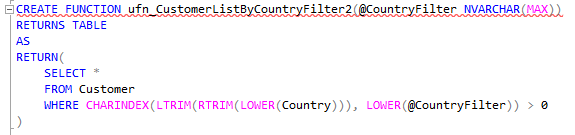 CREATE FUNCTION ufn_CustomerListByCountryFilter2(@CountryFilter NVARCHAR(MAX))
RETURNS TABLE
AS
RETURN(
    SELECT *
    FROM Customer
    WHERE CHARINDEX(LTRIM(RTRIM(LOWER(Country))), LOWER(@CountryFilter)) > 0
)